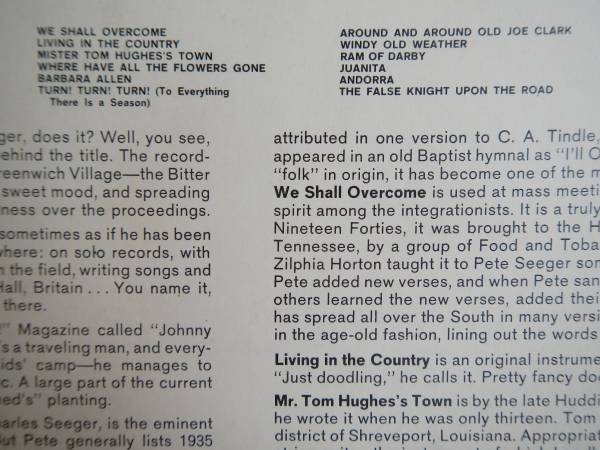 WE SHALL OVERCOME
LIVING IN THE COUNTRY
MISTER TOM HUGHES'S TOWN
WHERE HAVE ALL THE FLOWERS GONE
BARBARA ALLEN
TURN! TURN! TURN! (To Everything
There Is a Season)
AROUND AND AROUND OLD JOE CLARK
WINDY OLD WEATHER
RAM OF DARBY
JUANITA
ANDORRA
THE FALSE KNIGHT UPON THE ROAD
ger, does it? Well, you see,
ehind the title. The record-
reenwich Village—the Bitter
sweet mood, and spreading
ness over the proceedings.
sometimes as if he has been
where: on solo records, with
n the field, writing songs and
Hall, Britain . . . You name it,
there.
!" Magazine called "Johnny
's a traveling man, and every-
ids' camp—he manages to
c. A large part of the current
ed's" planting.
arles Seeger, is the eminent
But Pete generally lists 1935
attributed in one version to C. A. Tindle,
appeared in an old Baptist hymnal as "I'll O
"folk" in origin, it has become one of the m
We Shall Overcome is used at mass meeti
spirit among the integrationists. It is a truly
Nineteen Forties, it was brought to the H
Tennessee, by a group of Food and Toba
Zilphia Horton taught it to Pete Seeger son
Pete added new verses, and when Pete san
others learned the new verses, added thei
has spread all over the South in many versi
in the age-old fashion, lining out the words
Living in the Country is an original instrume
"Just doodling," he calls it. Pretty fancy doo
Mr. Tom Hughes's Town is by the late Huddi
he wrote it when he was only thirteen. Tom
district of Shreveport, Louisiana. Appropriat